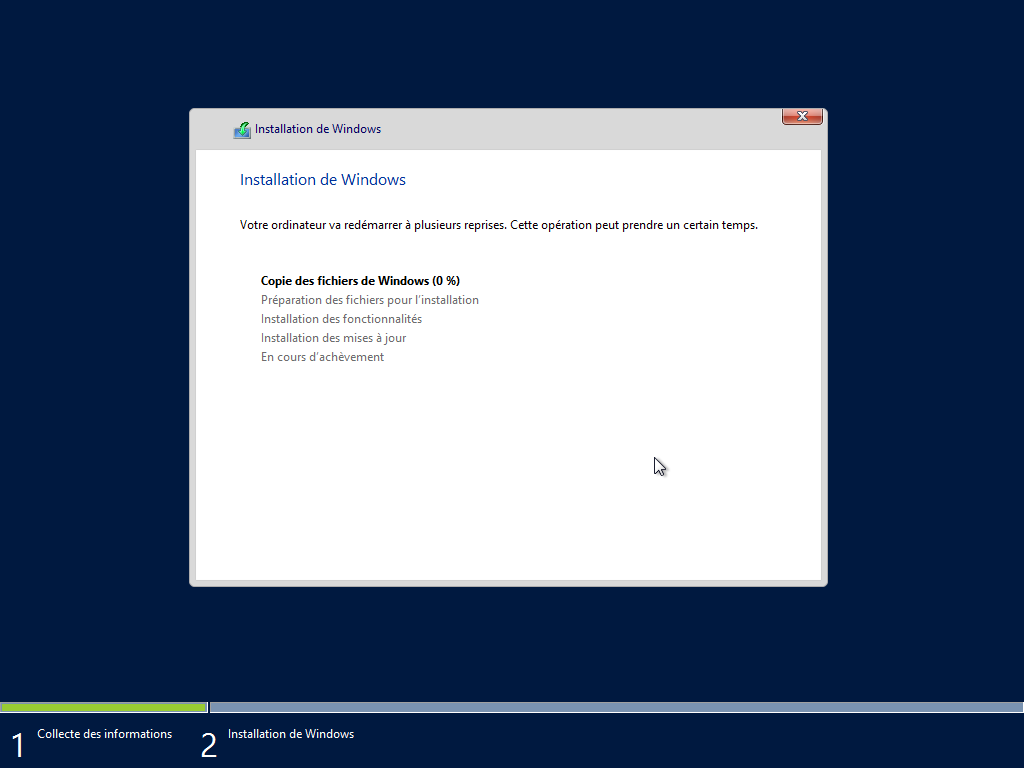 Installation de Windows
Installation de Windows
Votre ordinateur va redémarrer à plusieurs reprises. Cette opération peut prendre un certain temps.
Copie des fichiers de Windows (0 %)
Préparation des fichiers pour l'installation
Installation des fonctionnalités
Installation des mises à jour
En cours d'achèvement
1 Collecte des informations 2 Installation de Windows